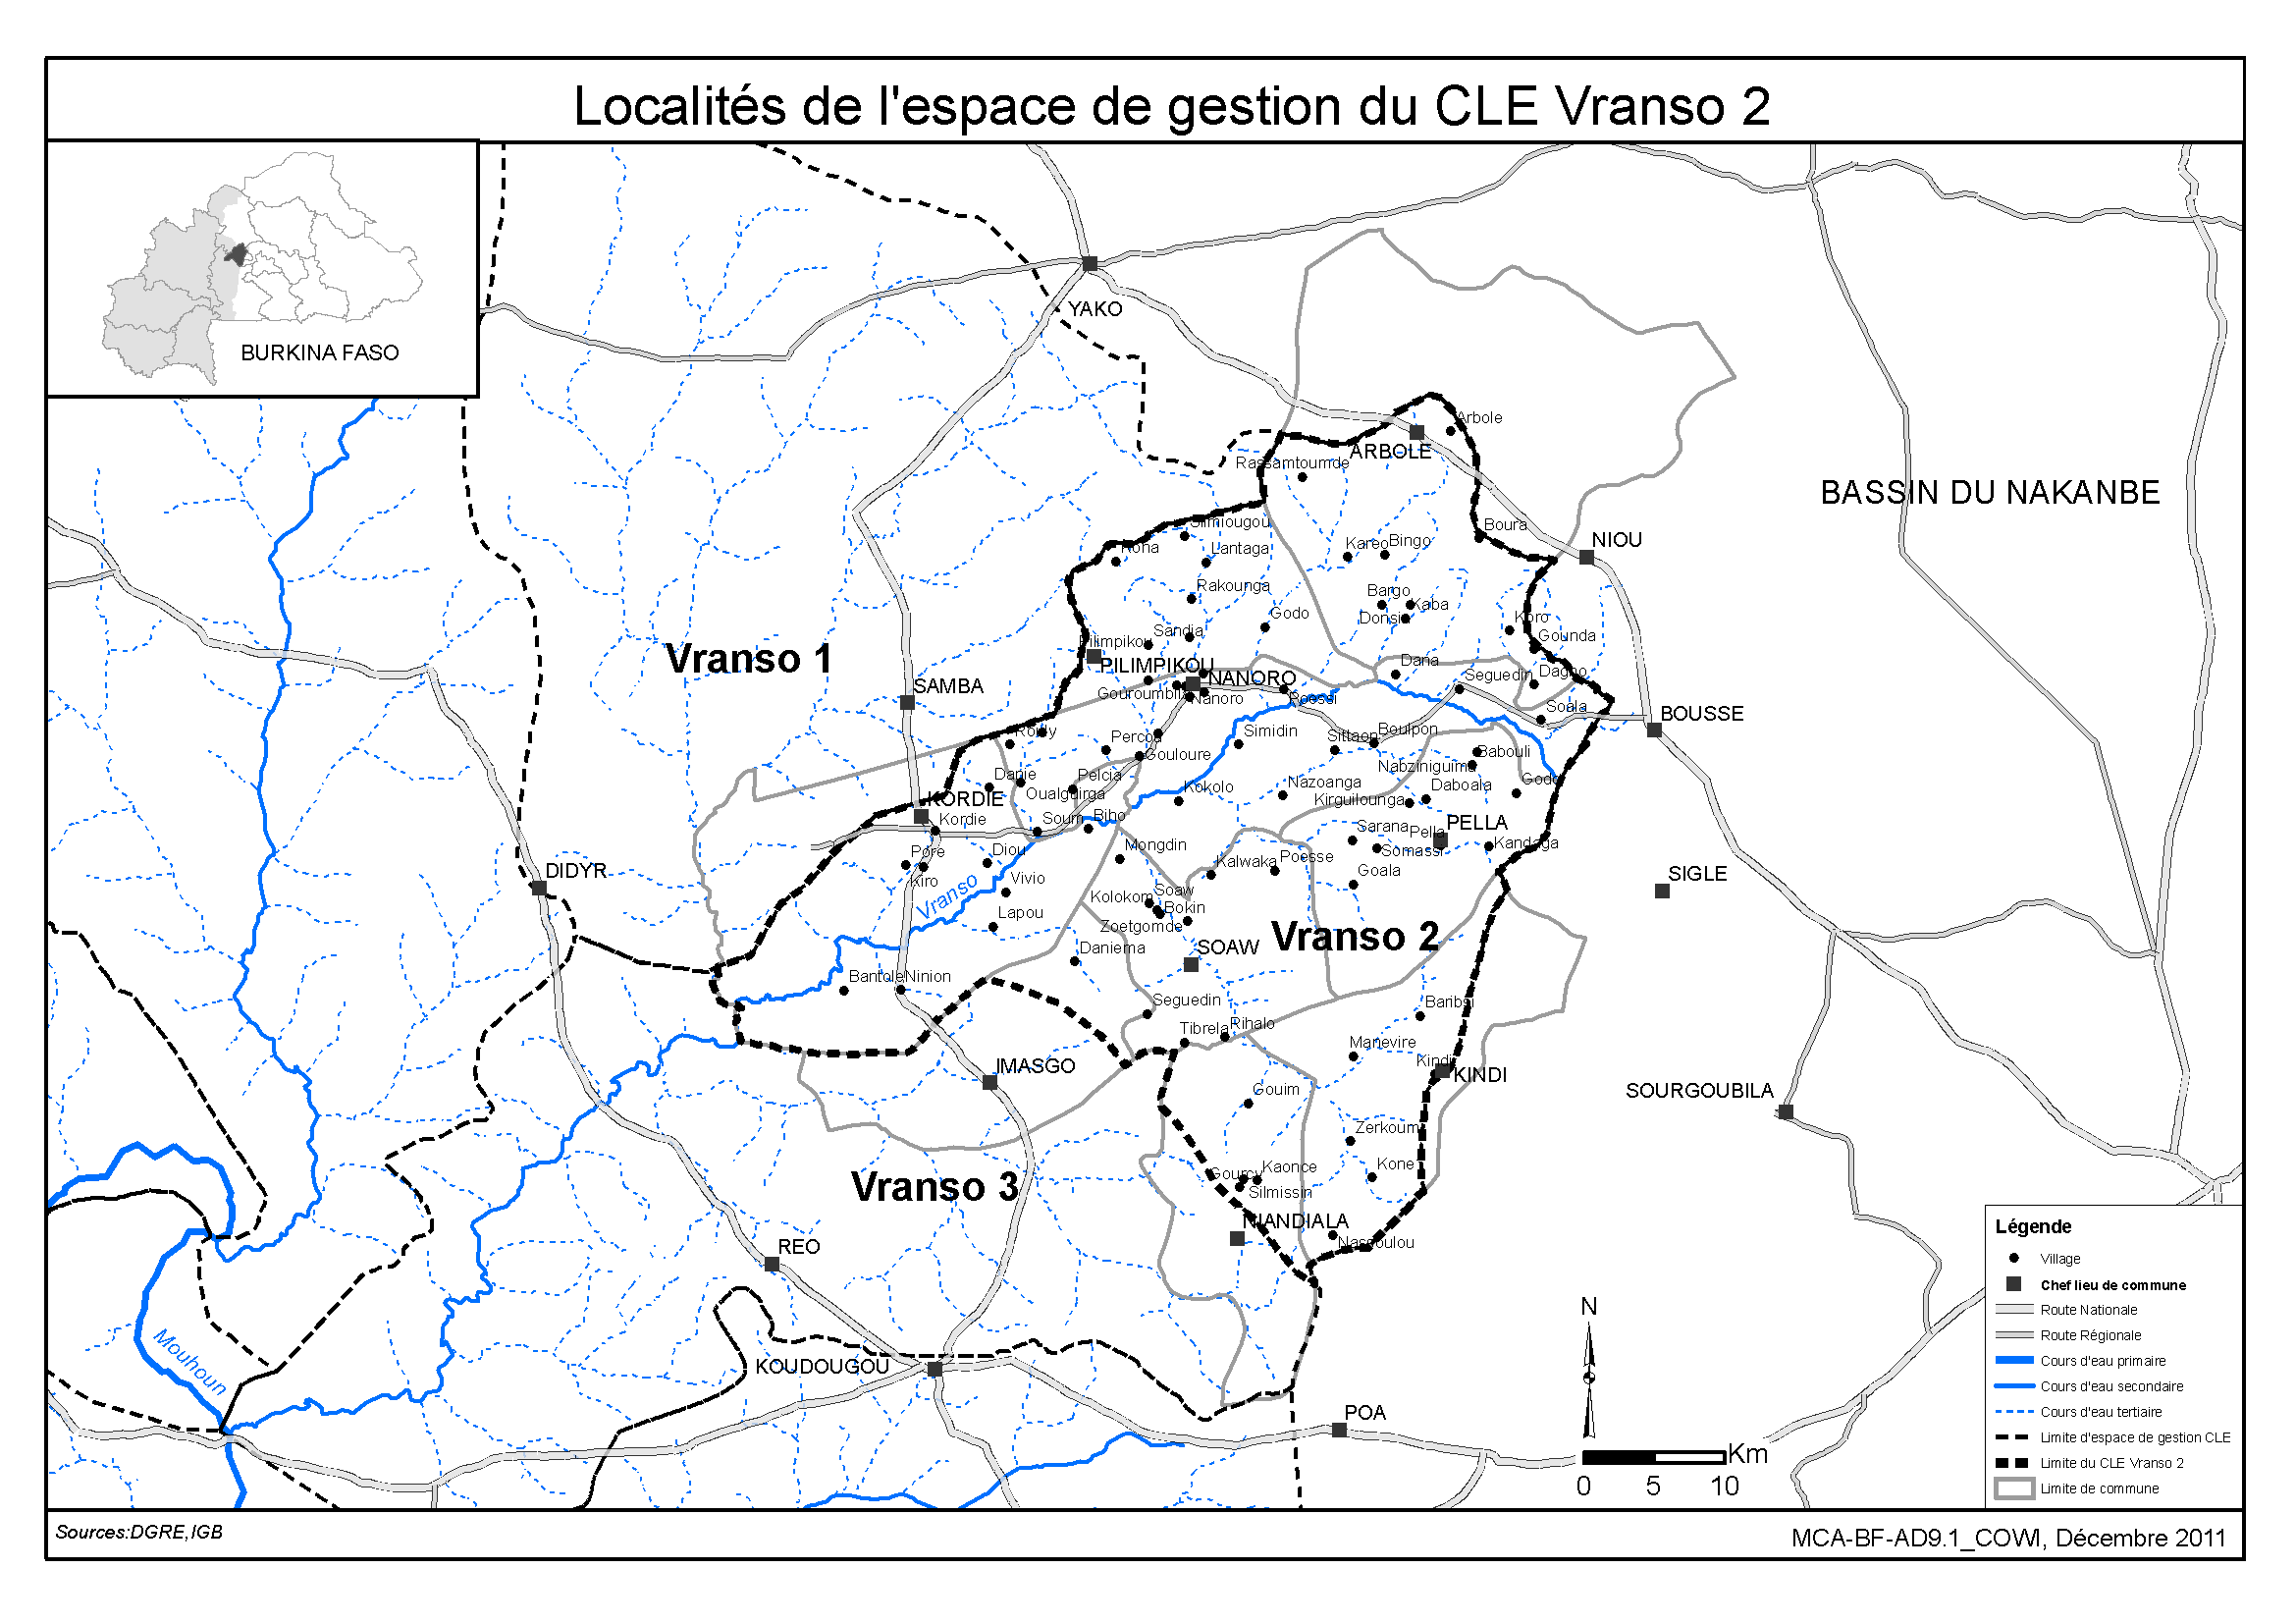 Localités de l'espace de gestion du CLE Vranso 2
BURKINA FASO
YAKO
Arbole
ARBOLE
Rassamtoumde
BASSIN DU NAKANBE
Simiougou
Boura
NIOU
Kona
Lantaga
Kareo
Bingo
Rakounga
Bargo
Kaba
Godo
Donsin
Koro
Sandia
Gounda
Pilimpikou
Vranso 1
PILIMPIKOU
Dana
Seguedin
Dagno
NANORO
SAMBA
Gouroumbila
Nanoro
Poessi
Soala
BOUSSE
Rolly
Percoa
Simidin
Sittaon
Boulpon
Gouloure
Babouli
Nabziniguima
Danie
Pelcia
Oualguirga
Kokolo
Nazoanga
Daboala
Godo
KORDIE
Kirguilounga
Kordie
Soum
Biho
Sarana
Pella
PELLA
Pore
Diou
Mongdin
Kalwaka
Poesse
Somassi
Kandaga
DIDYR
Kiro
Vivio
Goala
SIGLE
Vranso
Kolokom
Soaw
Lapou
Bokin
Zoetgomde
Vranso 2
Daniema
SOAW
Bantole
Ninion
Seguedin
Baribsi
Tibrela
Rihalo
Manevire
IMASGO
Kindi
KINDI
Gouim
SOURGOUBILA
Zerkoum
Gourcy
Kaonce
Kone
Vranso 3
Silmissin
NIANDIALA
Nassoulou
REO
Mouhoun
KOUDOUGOU
POA
N
Km
0 5 10
Légende
Village
Chef lieu de commune
Route Nationale
Route Régionale
Cours d'eau primaire
Cours d'eau secondaire
Cours d'eau tertiaire
Limite d'espace de gestion CLE
Limite du CLE Vranso 2
Limite de commune
Sources:DGRE,IGB
MCA-BF-AD9.1_COWI, Décembre 2011